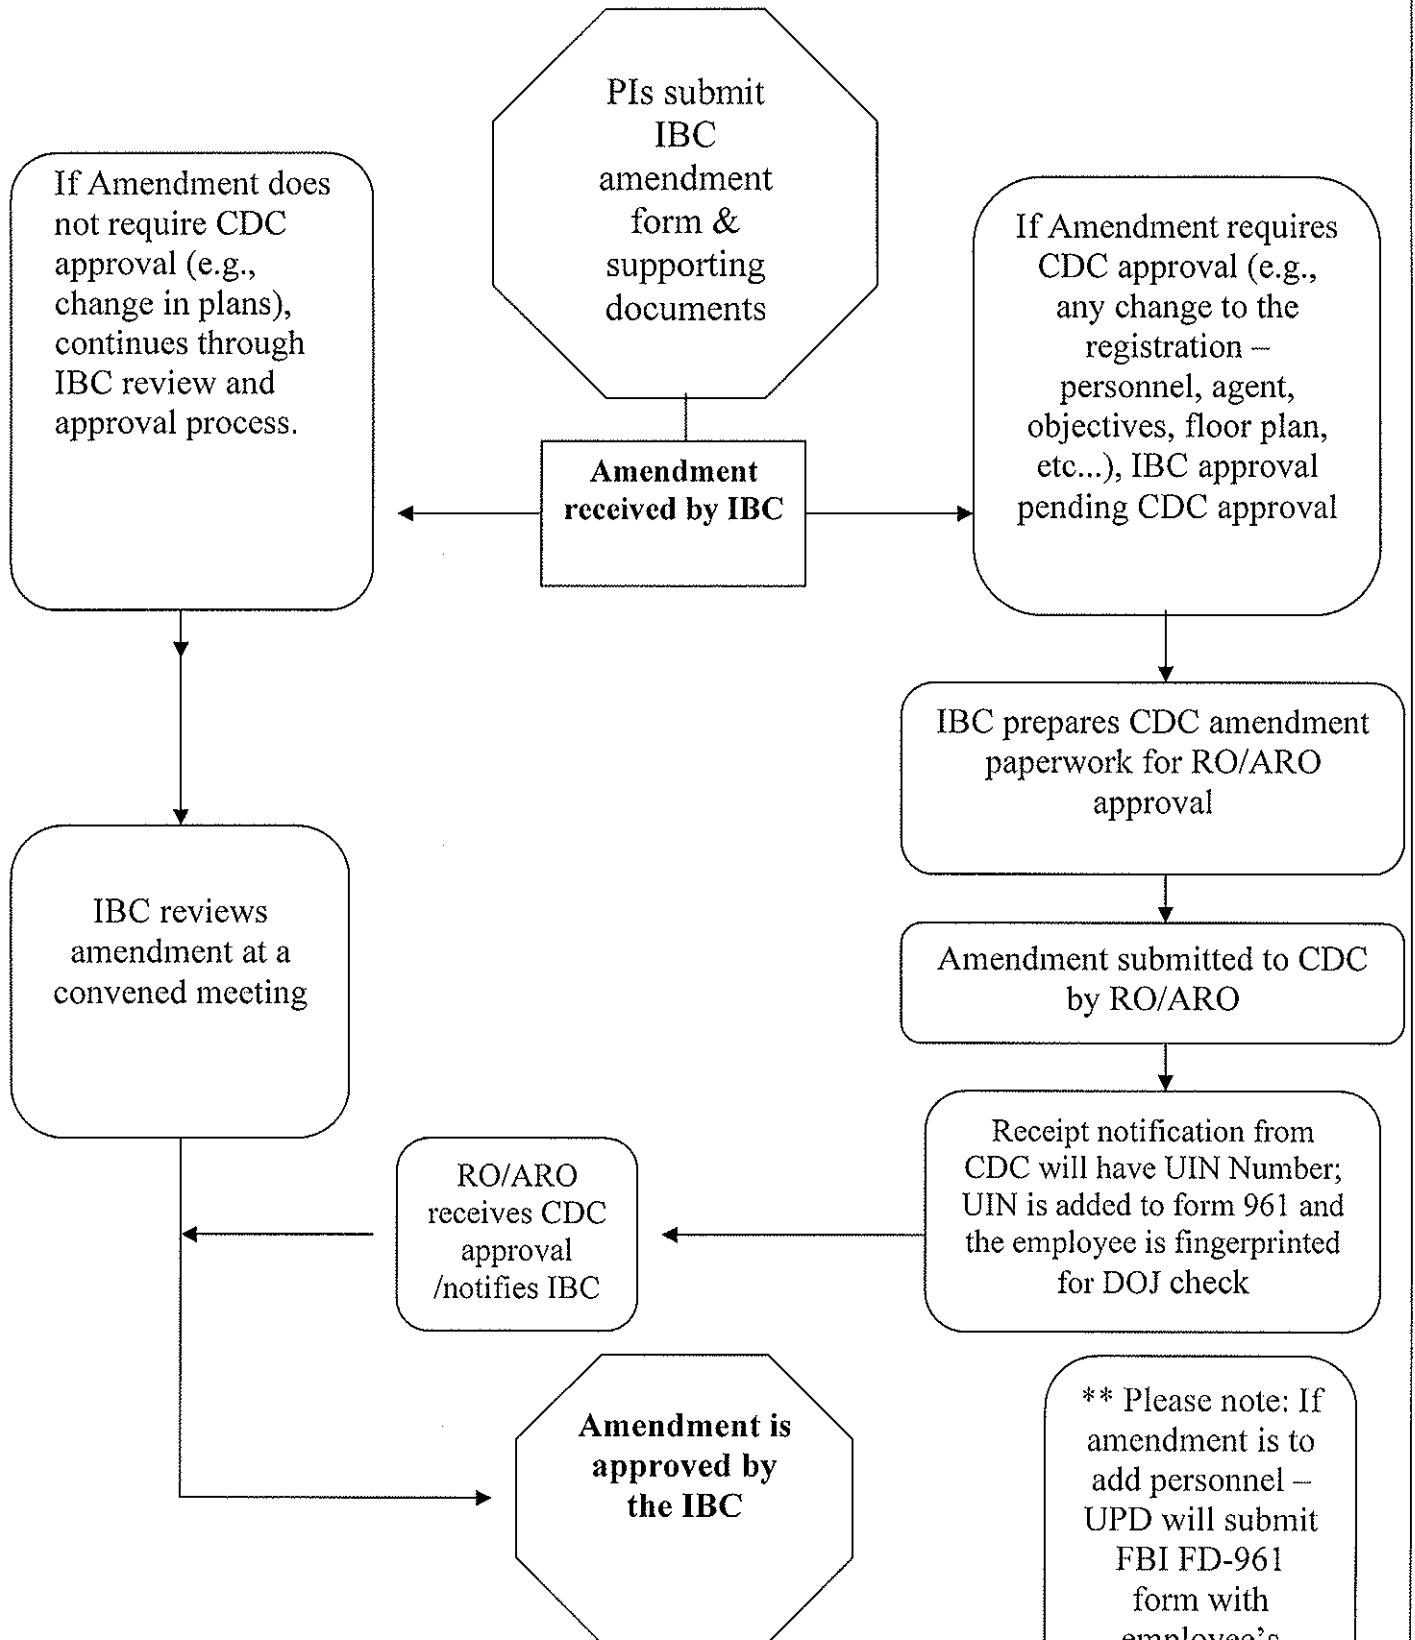 PIs submit
IBC
amendment
form &
supporting
documents
If Amendment does
not require CDC
approval (e.g.,
change in plans),
continues through
IBC review and
approval process.
If Amendment requires
CDC approval (e.g.,
any change to the
registration –
personnel, agent,
objectives, floor plan,
etc...), IBC approval
pending CDC approval
Amendment
received by IBC
IBC prepares CDC amendment
paperwork for RO/ARO
approval
IBC reviews
amendment at a
convened meeting
Amendment submitted to CDC
by RO/ARO
Receipt notification from
CDC will have UIN Number;
UIN is added to form 961 and
the employee is fingerprinted
for DOJ check
RO/ARO
receives CDC
approval
/notifies IBC
Amendment is
approved by
the IBC
** Please note: If
amendment is to
add personnel –
UPD will submit
FBI FD-961
form with
employee's